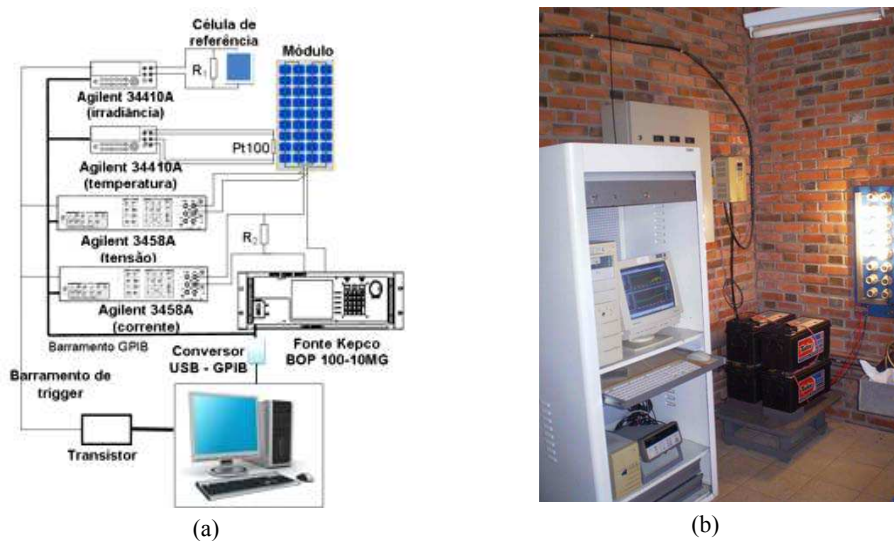 Célula de
referência
Módulo
R1
Agilent 34410A
(irradiância)
Pt100
Agilent 34410A
(temperatura)
R2
Agilent 3458A
(tensão)
Agilent 3458A
(corrente)
Barramento GPIB
Conversor
USB - GPIB
Fonte Kepco
BOP 100-10MG
Barramento de
trigger
Transistor
(a)
(b)